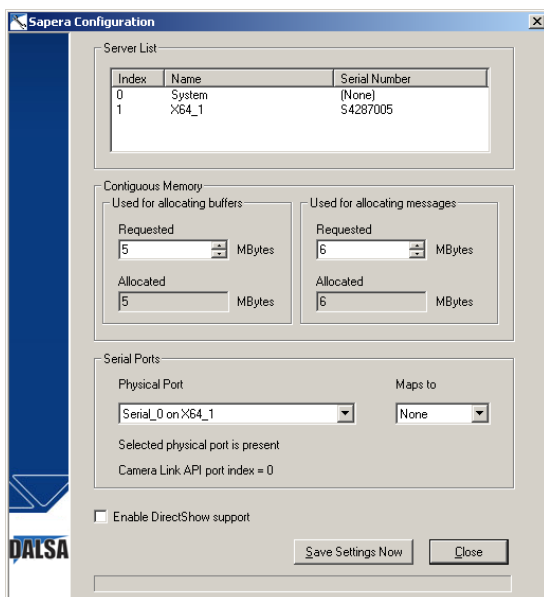 Sapera Configuration
Server List
Index Name Serial Number
0 System (None)
1 X64_1 S4287005
Contiguous Memory
Used for allocating buffers
Requested
5 MBytes
Allocated
5 MBytes
Used for allocating messages
Requested
6 MBytes
Allocated
6 MBytes
Serial Ports
Physical Port Maps to
Serial_0 on X64_1 None
Selected physical port is present
Camera Link API port index = 0
Enable DirectShow support
DALSA
Save Settings Now Close